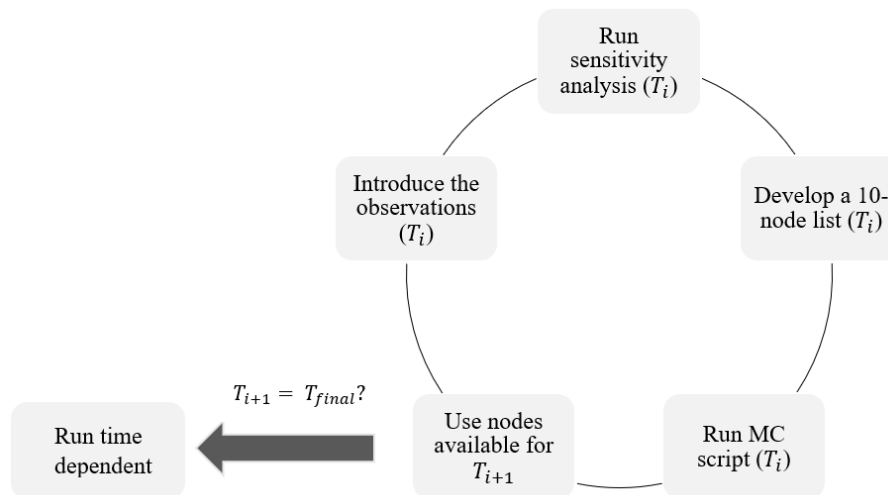 Run
sensitivity
analysis (T_i)
Introduce the
observations
(T_i)
Develop a 10-
node list (T_i)
T_{i+1} = T_{final}?
Run time
dependent
Use nodes
available for
T_{i+1}
Run MC
script (T_i)